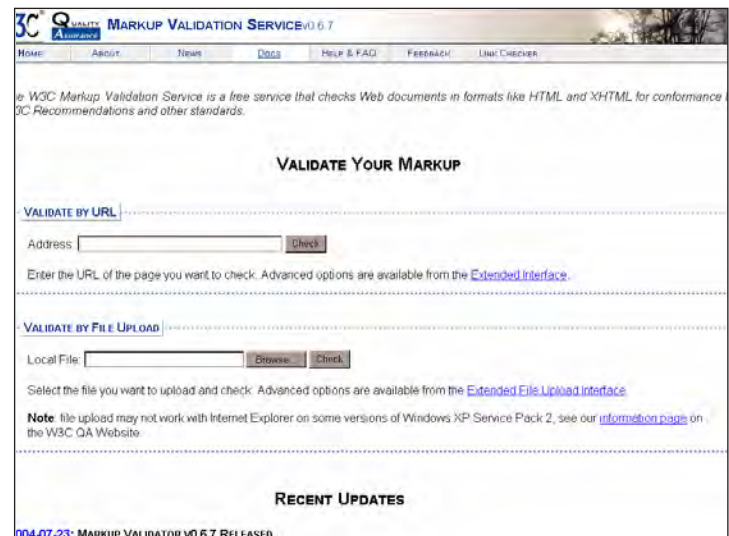 3C® QUALITY ASSURANCE MARKUP VALIDATION SERVICE v0.6.7
HOME ABOUT NEWS DOCS HELP & FAQ FEEDBACK LINK CHECKER
e W3C Markup Validation Service is a free service that checks Web documents in formats like HTML and XHTML for conformance
3C Recommendations and other standards.
VALIDATE YOUR MARKUP
VALIDATE BY URL
Address: Check
Enter the URL of the page you want to check. Advanced options are available from the Extended Interface.
VALIDATE BY FILE UPLOAD
Local File: Browse... Check
Select the file you want to upload and check. Advanced options are available from the Extended File Upload Interface
Note: file upload may not work with Internet Explorer on some versions of Windows XP Service Pack 2, see our information page on
the W3C QA Website.
RECENT UPDATES
004-07-23: MARKUP VALIDATOR V0.6.7 RELEASED